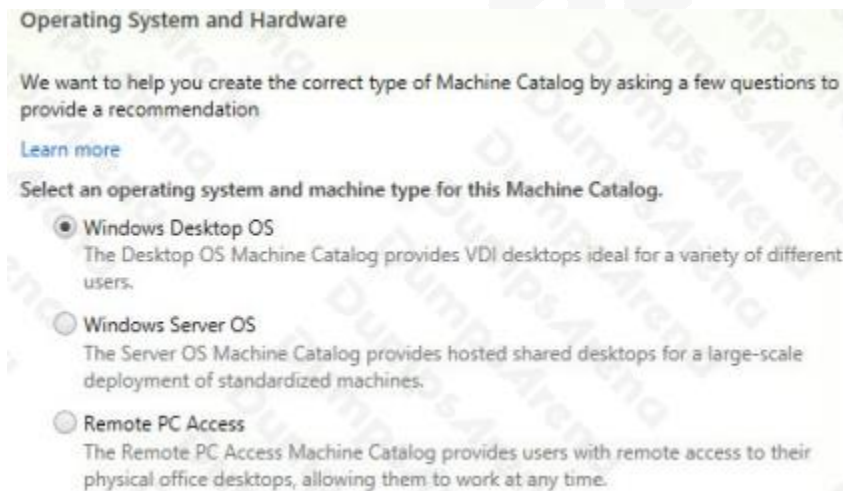 Operating System and Hardware
We want to help you create the correct type of Machine Catalog by asking a few questions to
provide a recommendation
Learn more
Select an operating system and machine type for this Machine Catalog.
Windows Desktop OS
The Desktop OS Machine Catalog provides VDI desktops ideal for a variety of different
users.
Windows Server OS
The Server OS Machine Catalog provides hosted shared desktops for a large-scale
deployment of standardized machines.
Remote PC Access
The Remote PC Access Machine Catalog provides users with remote access to their
physical office desktops, allowing them to work at any time.
DumpsArena